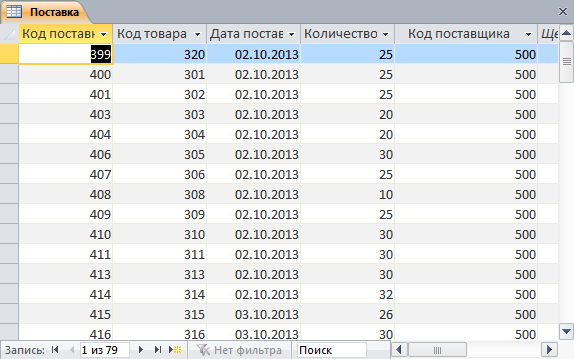 Поставка
Код поставк Код товара Дата постав Количество Код поставщика Ще
399 320 02.10.2013 25 500
400 301 02.10.2013 25 500
401 302 02.10.2013 25 500
403 303 02.10.2013 20 500
404 304 02.10.2013 20 500
406 305 02.10.2013 30 500
407 306 02.10.2013 25 500
408 308 02.10.2013 10 500
409 309 02.10.2013 25 500
410 310 02.10.2013 30 500
411 311 02.10.2013 30 500
413 313 02.10.2013 30 500
414 314 02.10.2013 32 500
415 315 03.10.2013 26 500
416 316 03.10.2013 30 500
Запись: 1 из 79 Нет фильтра Поиск